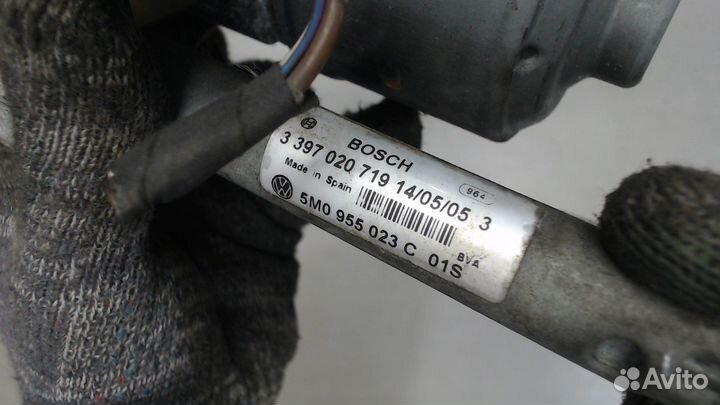 BOSCH
3 397 020 719 14/05/05 3
964
Made in Spain
BVA
5M0 955 023 C 01S
Avito